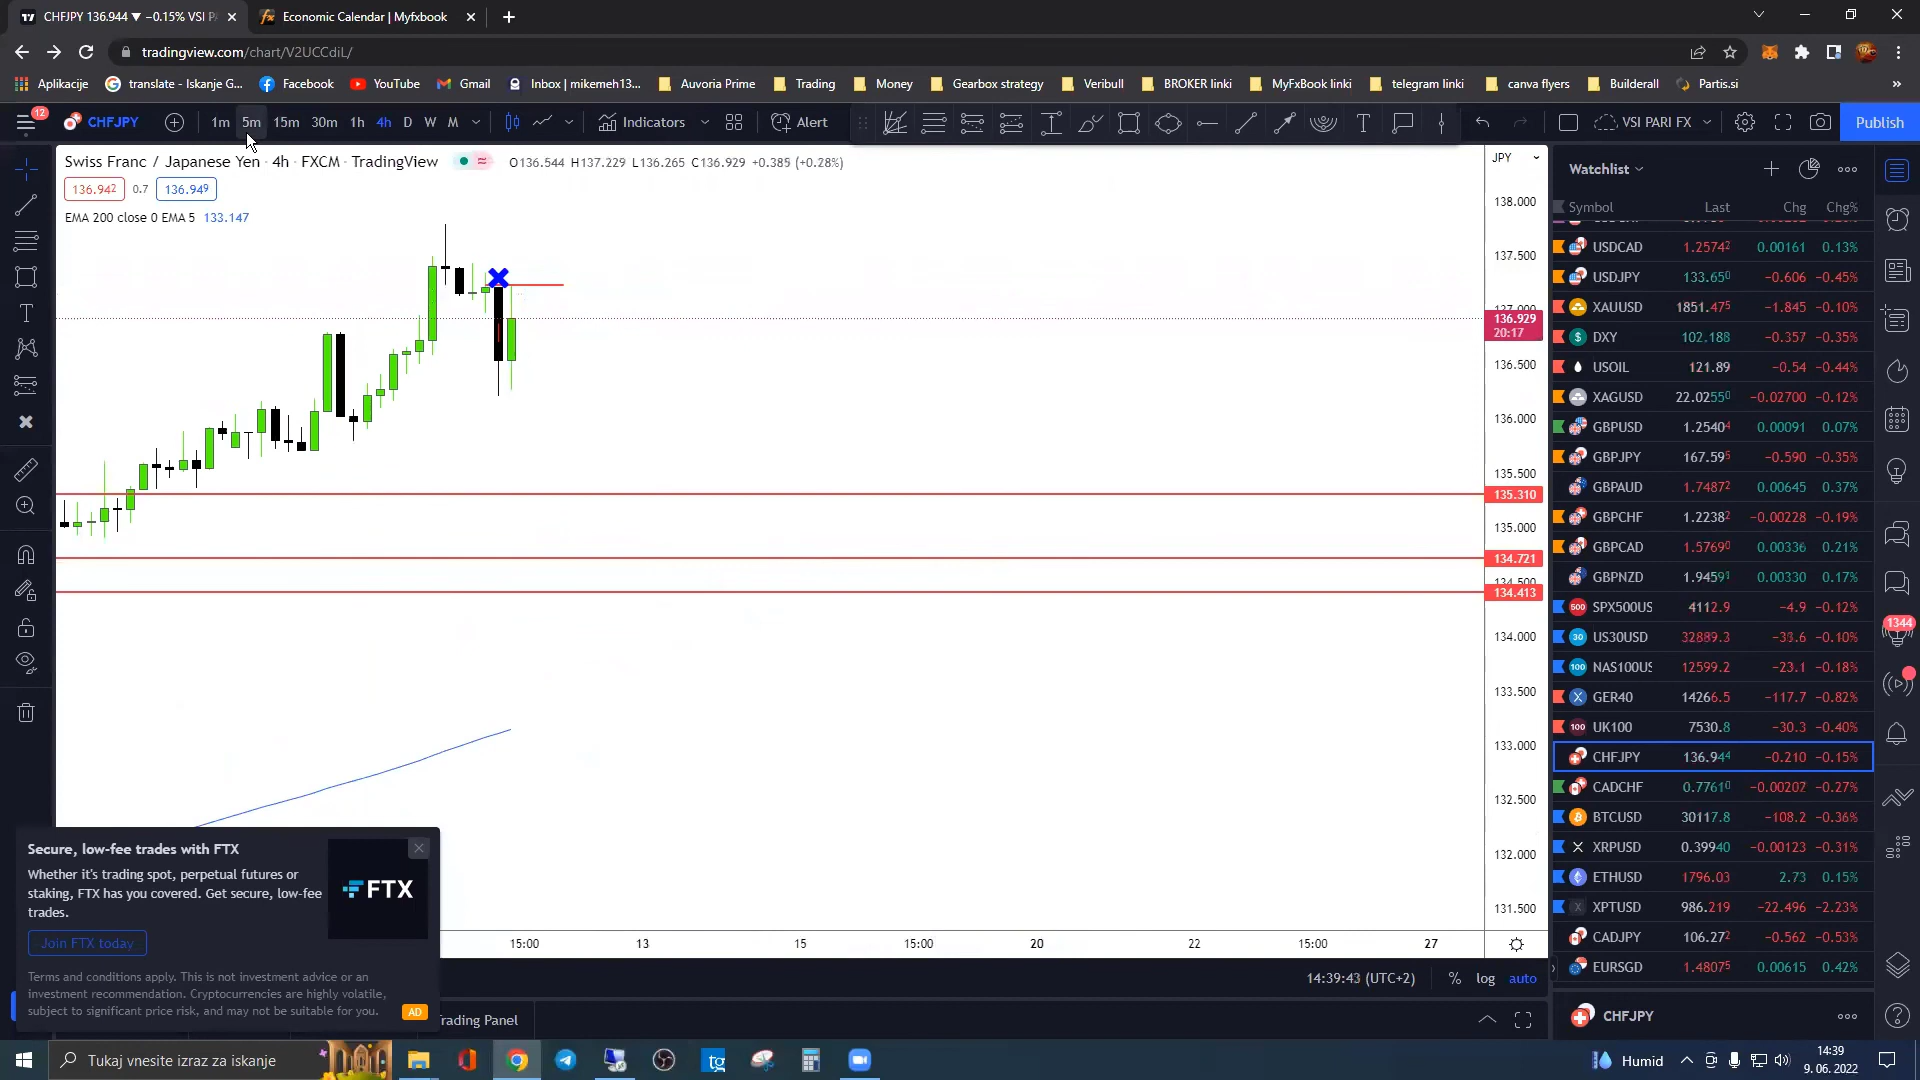 CHFJPY 136.944 ▼ −0.15% VSI P
Economic Calendar | Myfxbook
tradingview.com/chart/V2UCCdiL/
Aplikacije
translate - Iskanje G...
Facebook
YouTube
Gmail
Inbox | mikemeh13...
Auvoria Prime
Trading
Money
Gearbox strategy
Veribull
BROKER linki
MyFxBook linki
telegram linki
canva flyers
Builderall
Partis.si
12
CHFJPY
1m
5m
15m
30m
1h
4h
D
W
M
Indicators
Alert
VSI PARI FX
Publish
Swiss Franc / Japanese Yen · 4h · FXCM · TradingView
O136.544 H137.229 L136.265 C136.929 +0.385 (+0.28%)
136.942 0.7 136.949
EMA 200 close 0 EMA 5 133.147
JPY
138.000
137.500
137.000
136.929
20:17
136.500
136.000
135.500
135.310
135.000
134.721
134.500
134.413
134.000
133.500
133.000
132.500
132.000
131.500
15:00
13
15
15:00
20
22
15:00
27
14:39:43 (UTC+2)
%
log
auto
Trading Panel
Secure, low-fee trades with FTX
Whether it's trading spot, perpetual futures or
staking, FTX has you covered. Get secure, low-fee
trades.
FTX
Join FTX today
Terms and conditions apply. This is not investment advice or an
investment recommendation. Cryptocurrencies are highly volatile,
subject to significant price risk, and may not be suitable for you.
AD
Watchlist
Symbol Last Chg Chg%
USDCAD 1.25742 0.00161 0.13%
USDJPY 133.650 −0.606 −0.45%
XAUUSD 1851.475 −1.845 −0.10%
DXY 102.188 −0.357 −0.35%
USOIL 121.89 −0.54 −0.44%
XAGUSD 22.02550 −0.02700 −0.12%
GBPUSD 1.25404 0.00091 0.07%
GBPJPY 167.595 −0.590 −0.35%
GBPAUD 1.74872 0.00645 0.37%
GBPCHF 1.22382 −0.00228 −0.19%
GBPCAD 1.57690 0.00336 0.21%
GBPNZD 1.94591 0.00330 0.17%
500 SPX500US 4112.9 −4.9 −0.12%
30 US30USD 32889.3 −33.6 −0.10%
100 NAS100US 12599.2 −23.1 −0.18%
GER40 14266.5 −117.7 −0.82%
100 UK100 7530.8 −30.3 −0.40%
CHFJPY 136.944 −0.210 −0.15%
CADCHF 0.77610 −0.00207 −0.27%
BTCUSD 30117.8 −108.2 −0.36%
XRPUSD 0.39940 −0.00123 −0.31%
ETHUSD 1796.03 2.73 0.15%
XPTUSD 986.219 −22.496 −2.23%
CADJPY 106.272 −0.562 −0.53%
EURSGD 1.48075 0.00615 0.42%
CHFJPY
1344
Tukaj vnesite izraz za iskanje
tg
Humid
14:39
9. 06. 2022